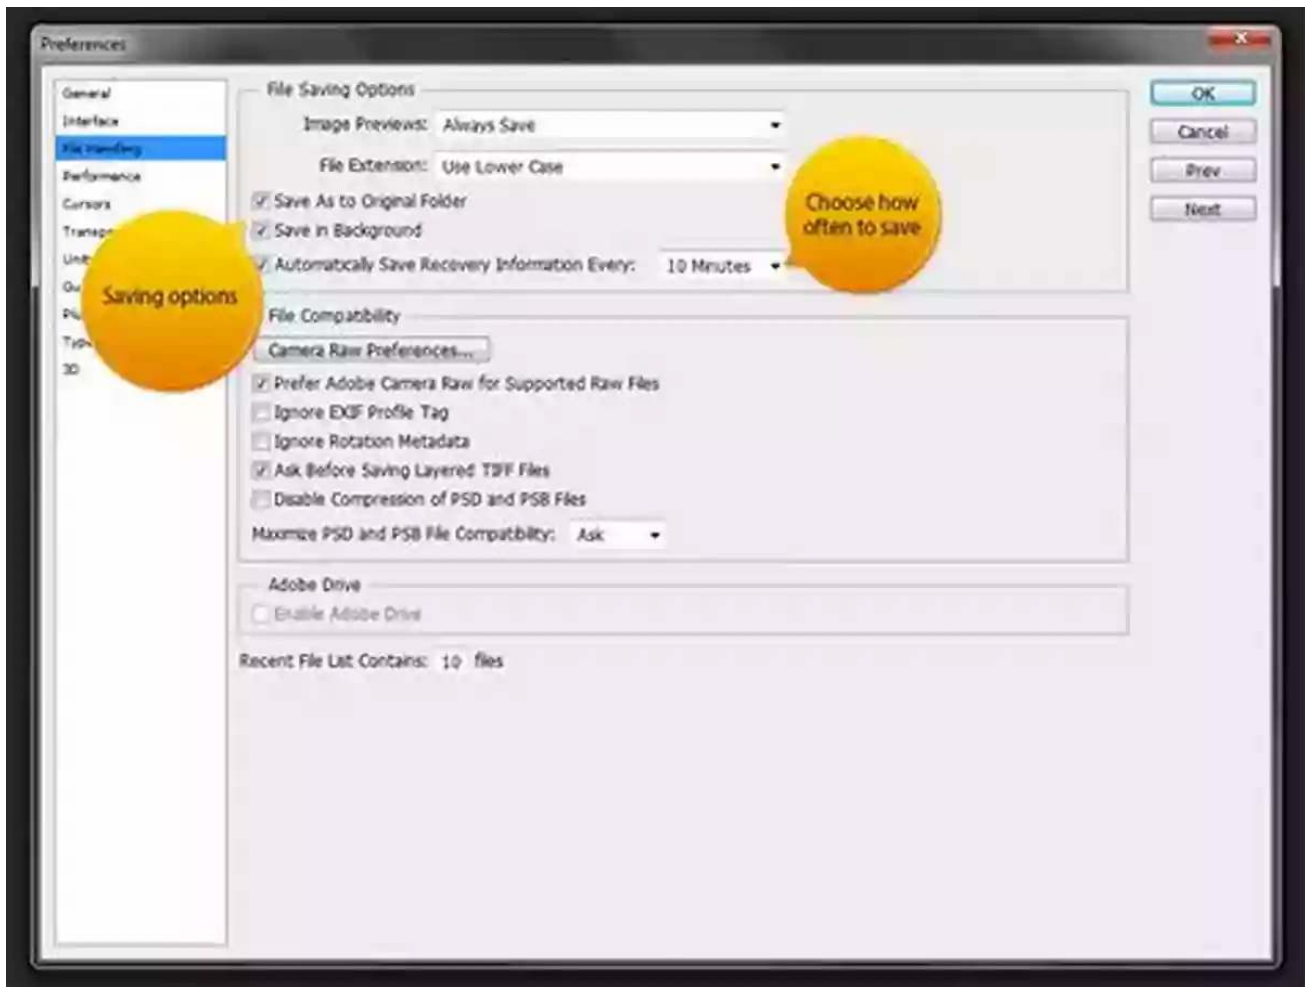 Preferences
General
Interface
File Handling
Performance
Cursors
Saving options
File Saving Options
Image Previews: Always Save
File Extension: Use Lower Case
Save As to Original Folder
Save in Background
Automatically Save Recovery Information Every: 10 Minutes
Choose how
often to save
File Compatibility
Camera Raw Preferences...
Prefer Adobe Camera Raw for Supported Raw Files
Ignore EXIF Profile Tag
Ignore Rotation Metadata
Ask Before Saving Layered TIFF Files
Disable Compression of PSD and PSB Files
Maximize PSD and PSB File Compatibility: Ask
Adobe Drive
Enable Adobe Drive
Recent File List Contains: 10 files
3D
OK
Cancel
Prev
Next